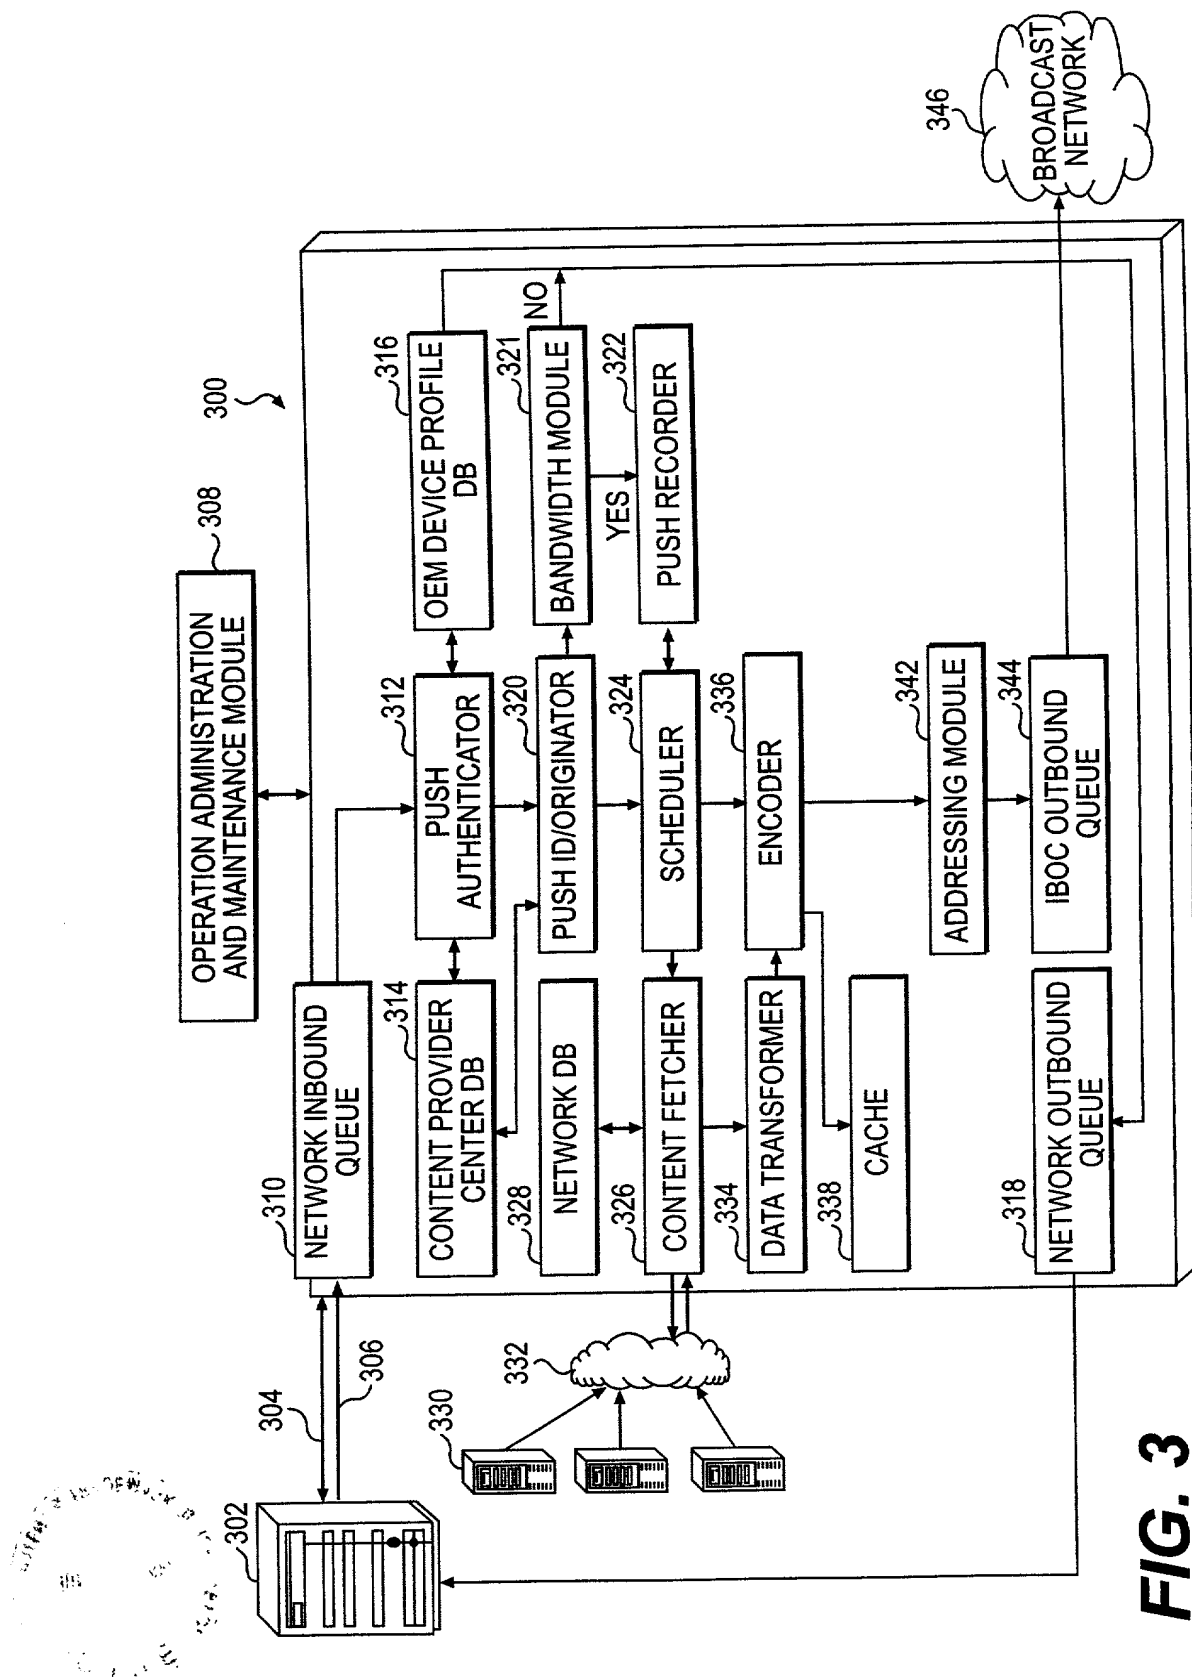 300
308
OPERATION ADMINISTRATION
AND MAINTENANCE MODULE
302
304
306
310
NETWORK INBOUND
QUEUE
314
CONTENT PROVIDER
CENTER DB
312
PUSH
AUTHENTICATOR
316
OEM DEVICE PROFILE
DB
328
NETWORK DB
320
PUSH ID/ORIGINATOR
321
BANDWIDTH MODULE
NO
YES
330
332
326
CONTENT FETCHER
324
SCHEDULER
322
PUSH RECORDER
334
DATA TRANSFORMER
336
ENCODER
338
CACHE
342
ADDRESSING MODULE
318
NETWORK OUTBOUND
QUEUE
344
IBOC OUTBOUND
QUEUE
346
BROADCAST
NETWORK
FIG. 3